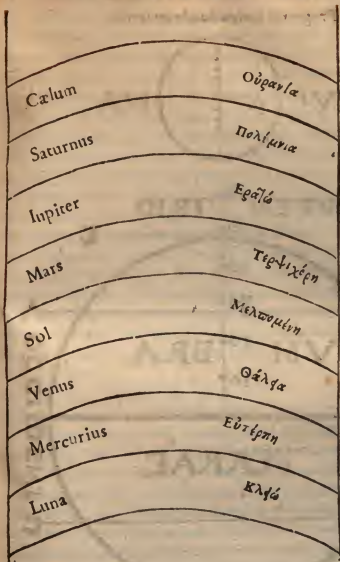 Cælum Οὐρανία
Saturnus Πολύμνια
Iupiter Ερατώ
Mars Τερψιχόρη
Sol Μελπομένη
Venus Θάλεια
Mercurius Εὐτέρπη
Luna Κλειώ